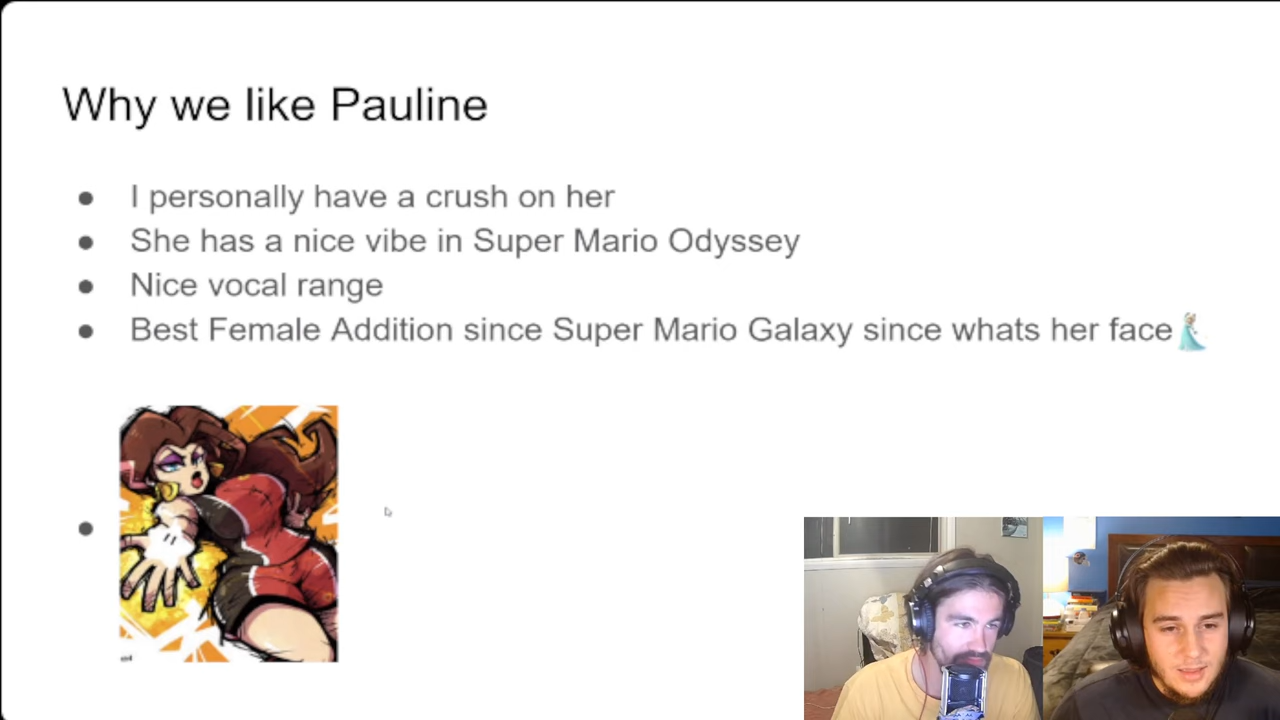 Why we like Pauline
I personally have a crush on her
She has a nice vibe in Super Mario Odyssey
Nice vocal range
Best Female Addition since Super Mario Galaxy since whats her face